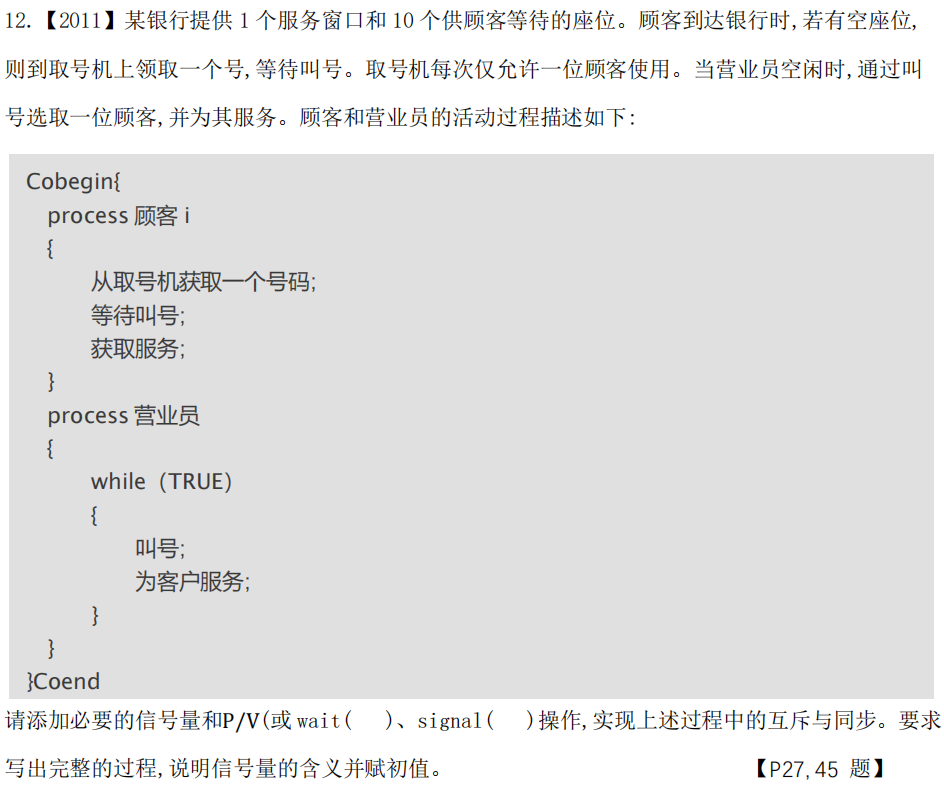 12.【2011】某银行提供 1 个服务窗口和 10 个供顾客等待的座位。顾客到达银行时,若有空座位,
则到取号机上领取一个号,等待叫号。取号机每次仅允许一位顾客使用。当营业员空闲时,通过叫
号选取一位顾客,并为其服务。顾客和营业员的活动过程描述如下:
Cobegin{
process 顾客 i
{
从取号机获取一个号码;
等待叫号;
获取服务;
}
process 营业员
{
while（TRUE）
{
叫号;
为客户服务;
}
}
}Coend
请添加必要的信号量和P/V(或 wait( )、signal( )操作,实现上述过程中的互斥与同步。要求
写出完整的过程,说明信号量的含义并赋初值。 【P27,45 题】